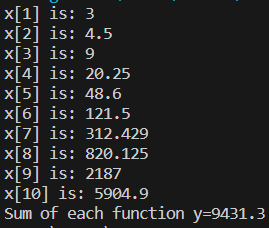 x[1] is: 3
x[2] is: 4.5
x[3] is: 9
x[4] is: 20.25
x[5] is: 48.6
x[6] is: 121.5
x[7] is: 312.429
x[8] is: 820.125
x[9] is: 2187
x[10] is: 5904.9
Sum of each function y=9431.3